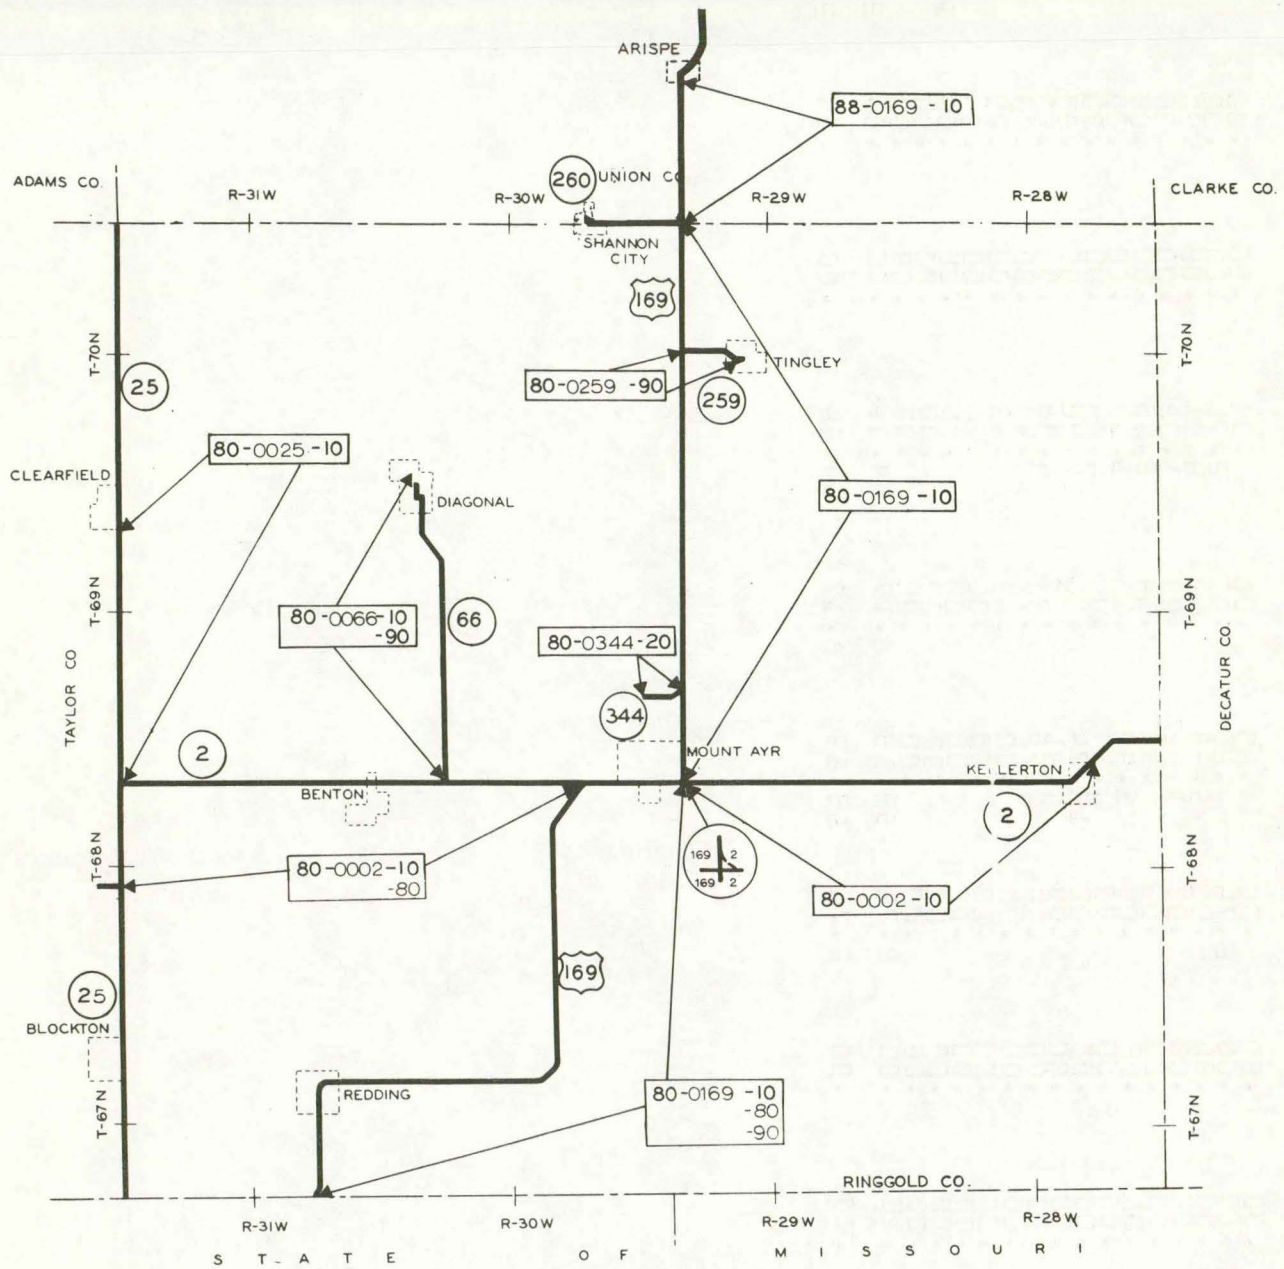 ARISPE
88-0169 - 10
ADAMS CO.
R-31W
R-30W
260
UNION CO
R-29W
R-28W
CLARKE CO.
SHANNON
CITY
169
T-70N
T-70N
25
80-0259 -90
TINGLEY
259
80-0025-10
CLEARFIELD
DIAGONAL
80-0169-10
T-69N
T-69N
80-0066-10
-90
66
80-0344-20
344
TAYLOR CO
DECATUR CO.
2
MOUNT AYR
KELLERTON
BENTON
2
T-68N
T-68N
80-0002-10
-80
169 2
169 2
80-0002-10
169
25
BLOCKTON
REDDING
80-0169 -10
-80
-90
T-67N
T-67N
RINGGOLD CO.
R-31W
R-30W
R-29W
R-28W
STATE OF MISSOURI